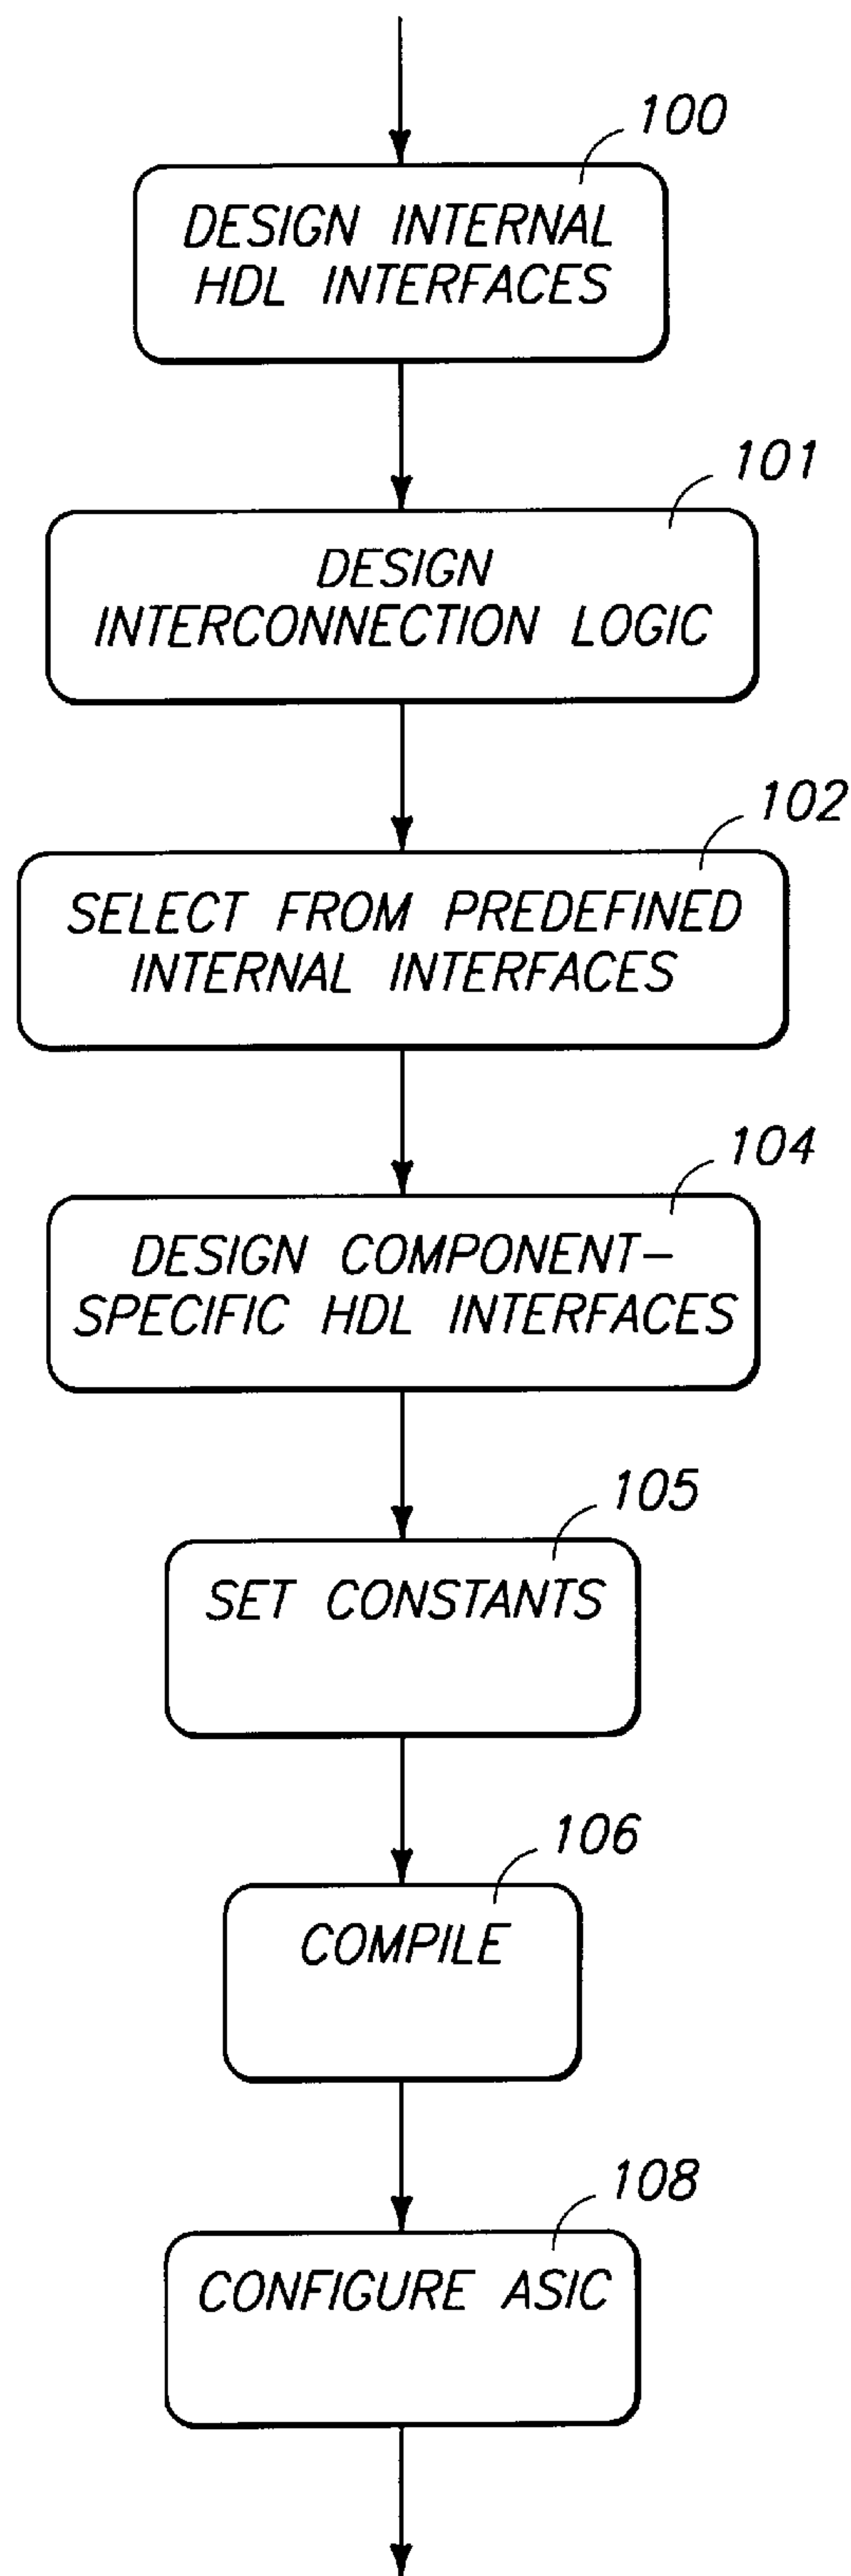 100
DESIGN INTERNAL
HDL INTERFACES
101
DESIGN
INTERCONNECTION LOGIC
102
SELECT FROM PREDEFINED
INTERNAL INTERFACES
104
DESIGN COMPONENT-
SPECIFIC HDL INTERFACES
105
SET CONSTANTS
106
COMPILE
108
CONFIGURE ASIC